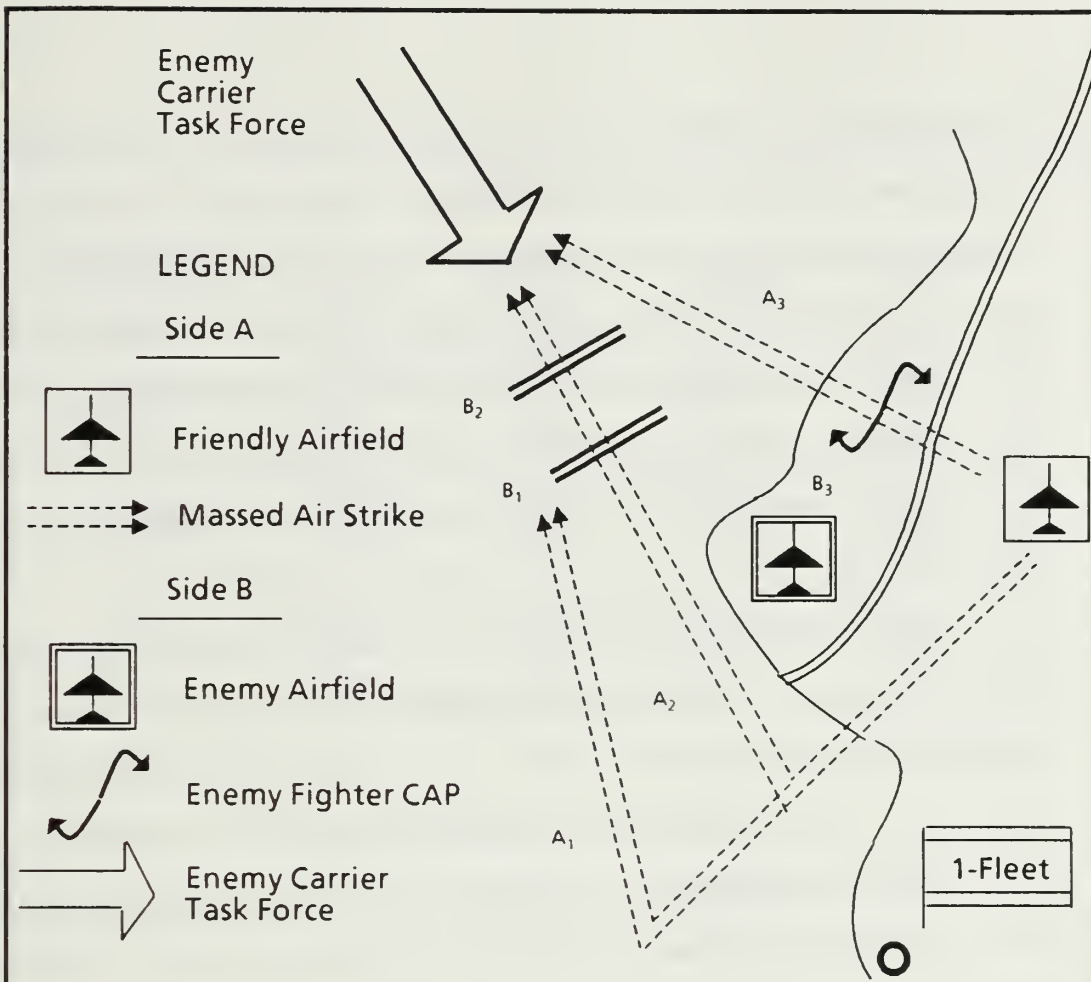 Enemy
Carrier
Task Force
LEGEND
Side A
Friendly Airfield
Massed Air Strike
Side B
Enemy Airfield
Enemy Fighter CAP
Enemy Carrier
Task Force
A₃
B₂
B₁
B₃
A₂
A₁
1-Fleet